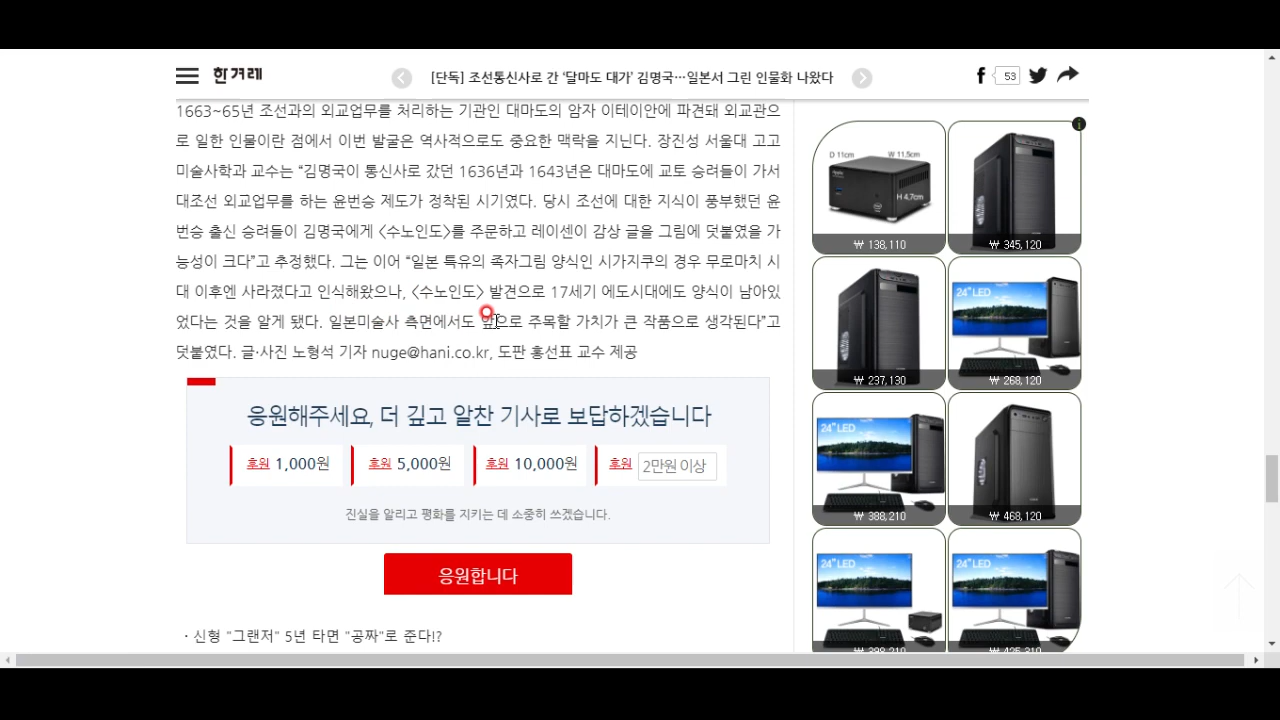 한겨레
[단독] 조선통신사로 간 ‘달마도 대가’ 김명국…일본서 그린 인물화 나왔다
53
1663~65년 조선과의 외교업무를 처리하는 기관인 대마도의 암자 이테이안에 파견돼 외교관으
로 일한 인물이란 점에서 이번 발굴은 역사적으로도 중요한 맥락을 지닌다. 장진성 서울대 고고
미술사학과 교수는 “김명국이 통신사로 갔던 1636년과 1643년은 대마도에 교토 승려들이 가서
대조선 외교업무를 하는 윤번승 제도가 정착된 시기였다. 당시 조선에 대한 지식이 풍부했던 윤
번승 출신 승려들이 김명국에게 <수노인도>를 주문하고 레이센이 감상 글을 그림에 덧붙였을 가
능성이 크다”고 추정했다. 그는 이어 “일본 특유의 족자그림 양식인 시가지쿠의 경우 무로마치 시
대 이후엔 사라졌다고 인식해왔으나, <수노인도> 발견으로 17세기 에도시대에도 양식이 남아있
었다는 것을 알게 됐다. 일본미술사 측면에서도 앞으로 주목할 가치가 큰 작품으로 생각된다”고
덧붙였다. 글·사진 노형석 기자 nuge@hani.co.kr, 도판 홍선표 교수 제공
응원해주세요, 더 깊고 알찬 기사로 보답하겠습니다
후원 1,000원
후원 5,000원
후원 10,000원
후원 2만원 이상
진실을 알리고 평화를 지키는 데 소중히 쓰겠습니다.
응원합니다
· 신형 "그랜저" 5년 타면 "공짜"로 준다!?
D 11cm
W 11.5cm
H 4.7cm
₩ 138,110
₩ 345,120
₩ 237,130
24" LED
₩ 268,120
24" LED
₩ 388,210
₩ 468,120
24" LED
₩ 398,210
24" LED
₩ 425,310